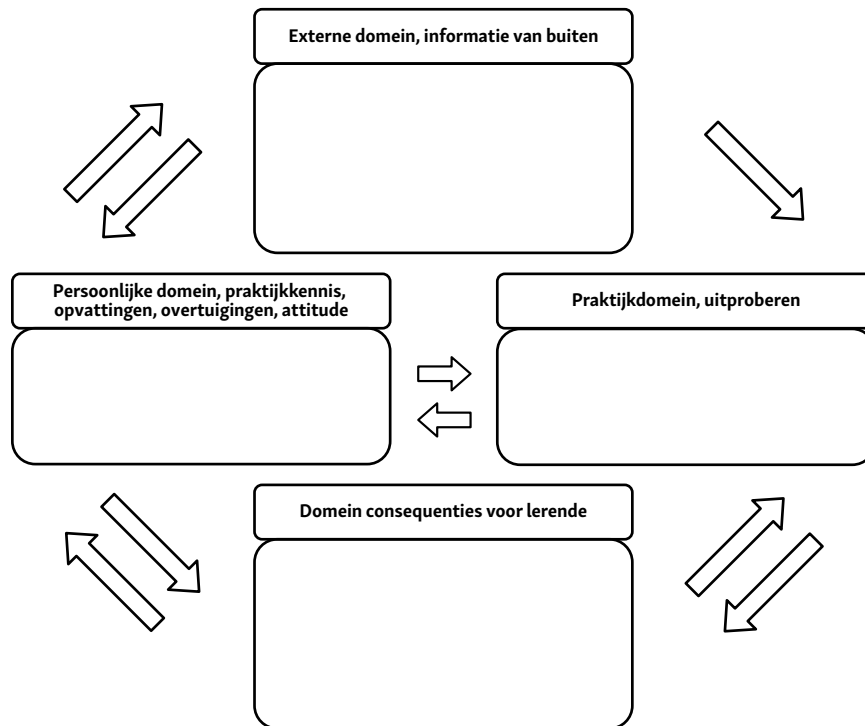 Externe domein, informatie van buiten
Persoonlijke domein, praktijkkennis,
opvattingen, overtuigingen, attitude
Praktijkdomein, uitproberen
Domein consequenties voor lerende